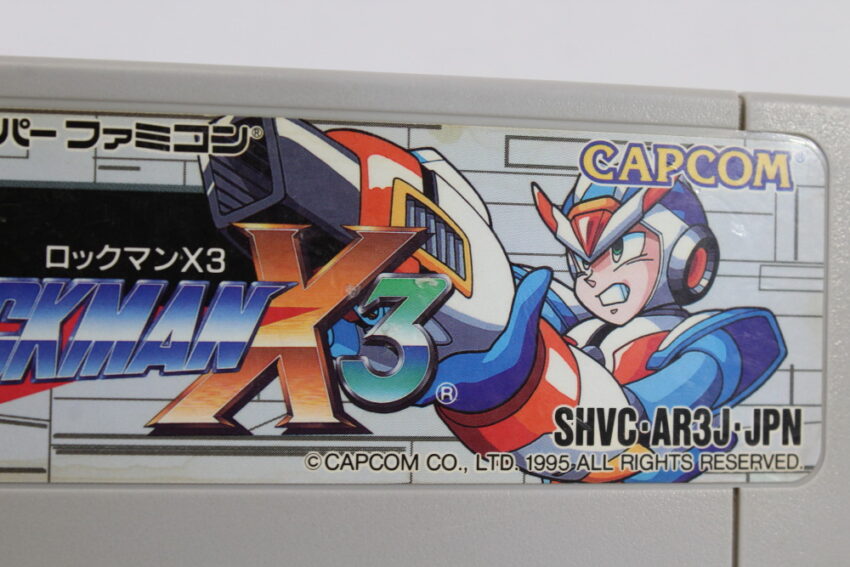 パー ファミコン®
CAPCOM
ロックマンX3
CKMAN X3®
SHVC-AR3J-JPN
©CAPCOM CO., LTD. 1995 ALL RIGHTS RESERVED.